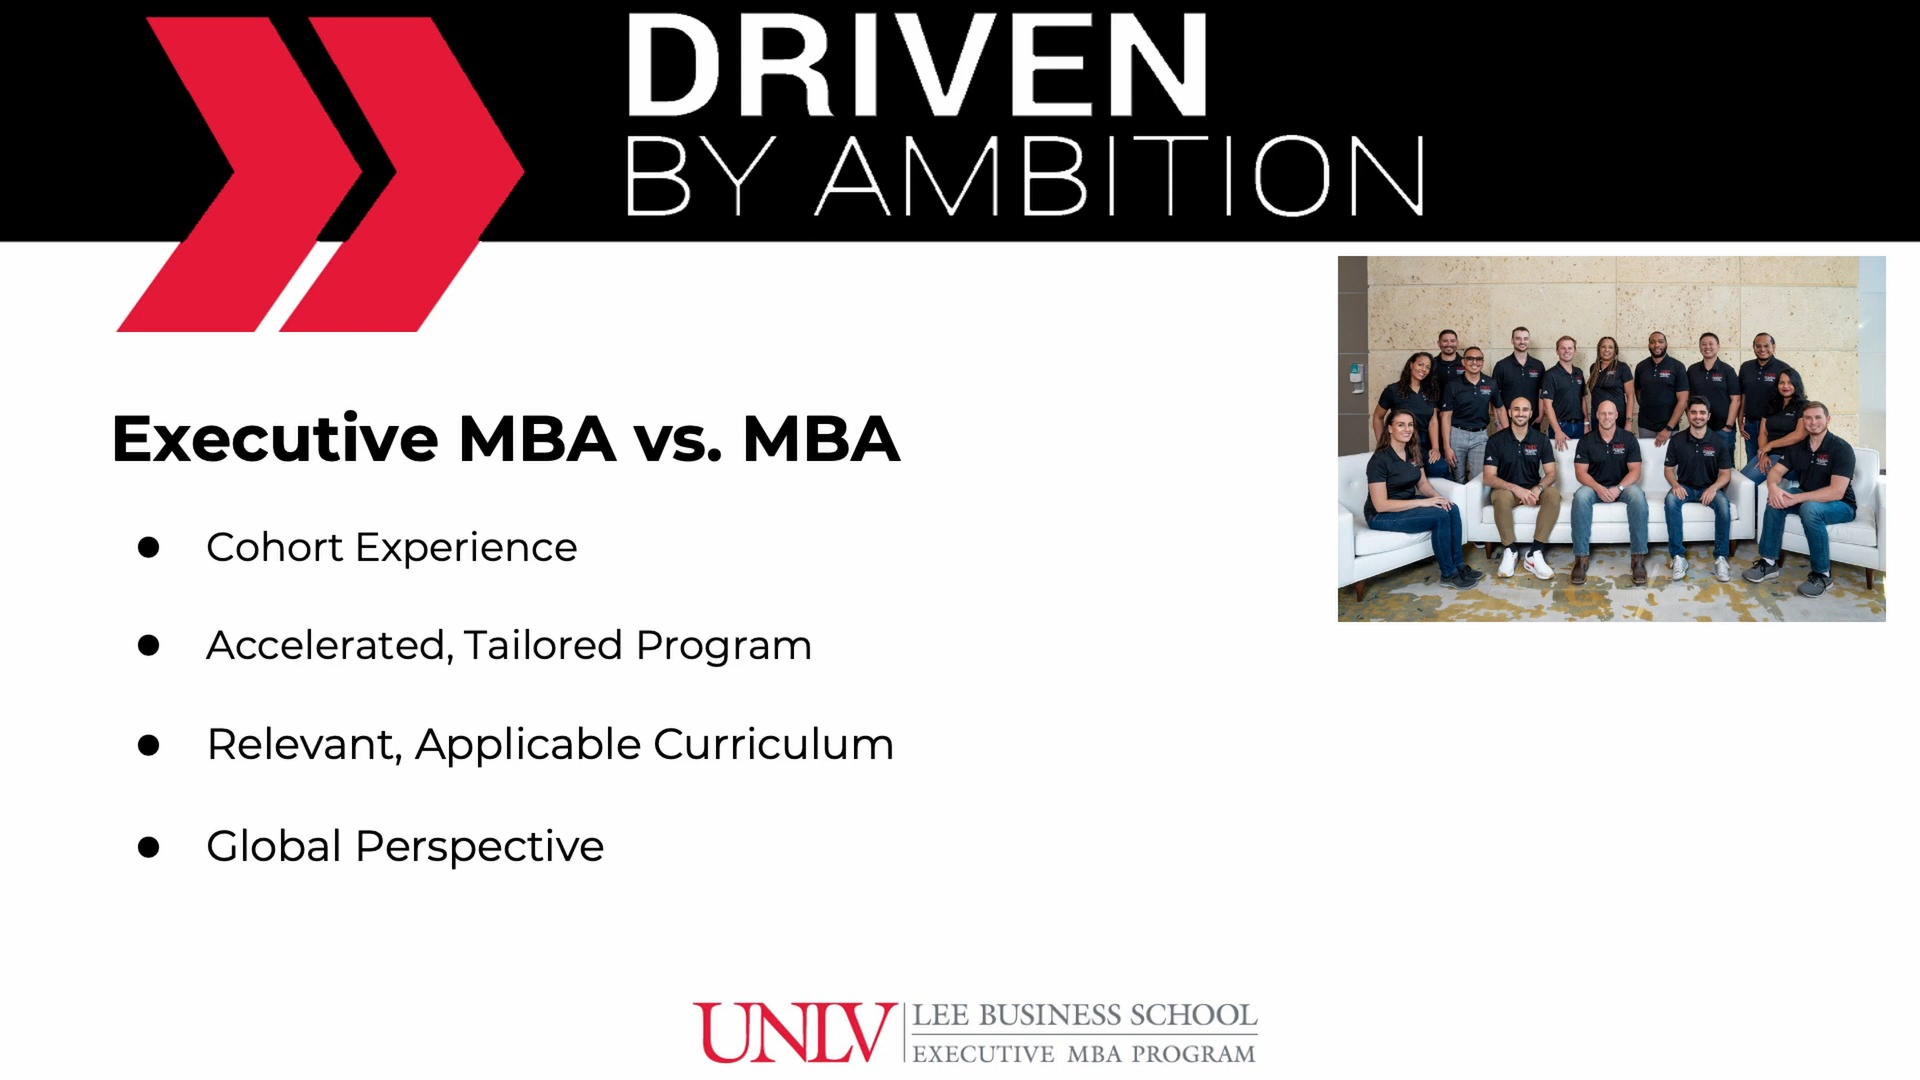 DRIVEN
BY AMBITION
Executive MBA vs. MBA
● Cohort Experience
● Accelerated, Tailored Program
● Relevant, Applicable Curriculum
● Global Perspective
UNLV
LEE BUSINESS SCHOOL
EXECUTIVE MBA PROGRAM